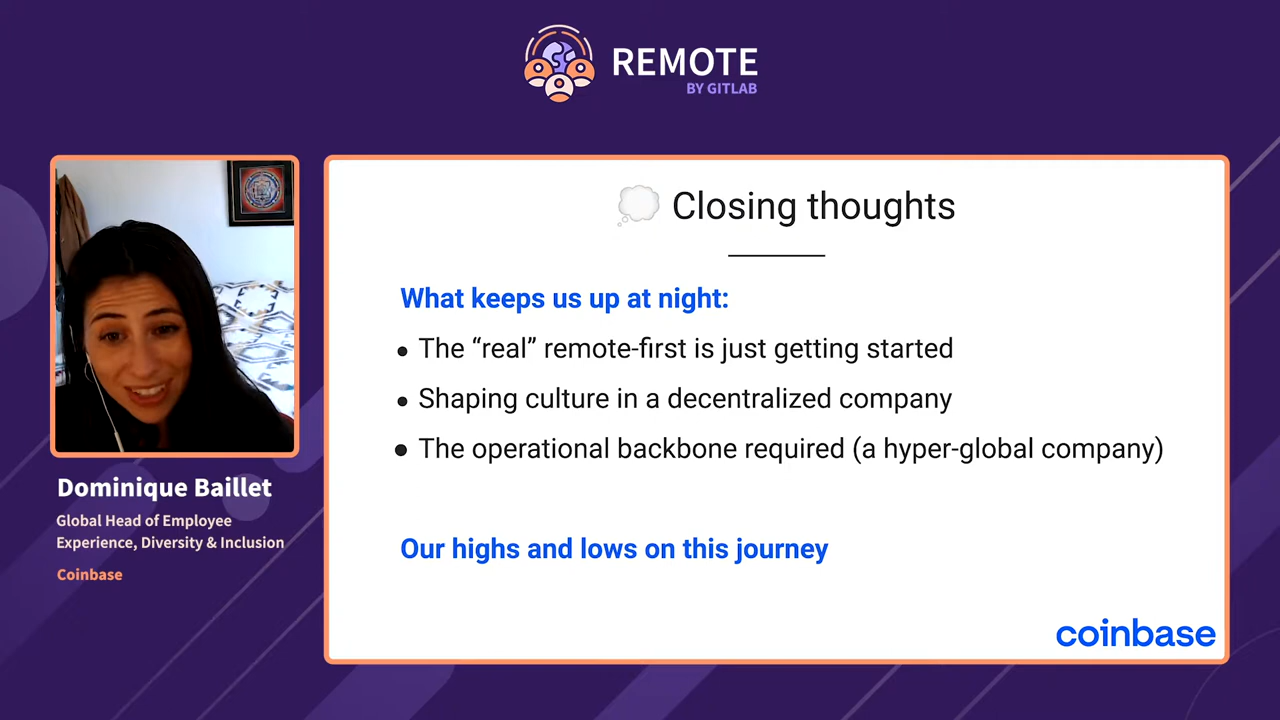 REMOTE
BY GITLAB
💭 Closing thoughts
What keeps us up at night:
● The “real” remote-first is just getting started
● Shaping culture in a decentralized company
● The operational backbone required (a hyper-global company)
Our highs and lows on this journey
coinbase
Dominique Baillet
Global Head of Employee
Experience, Diversity & Inclusion
Coinbase